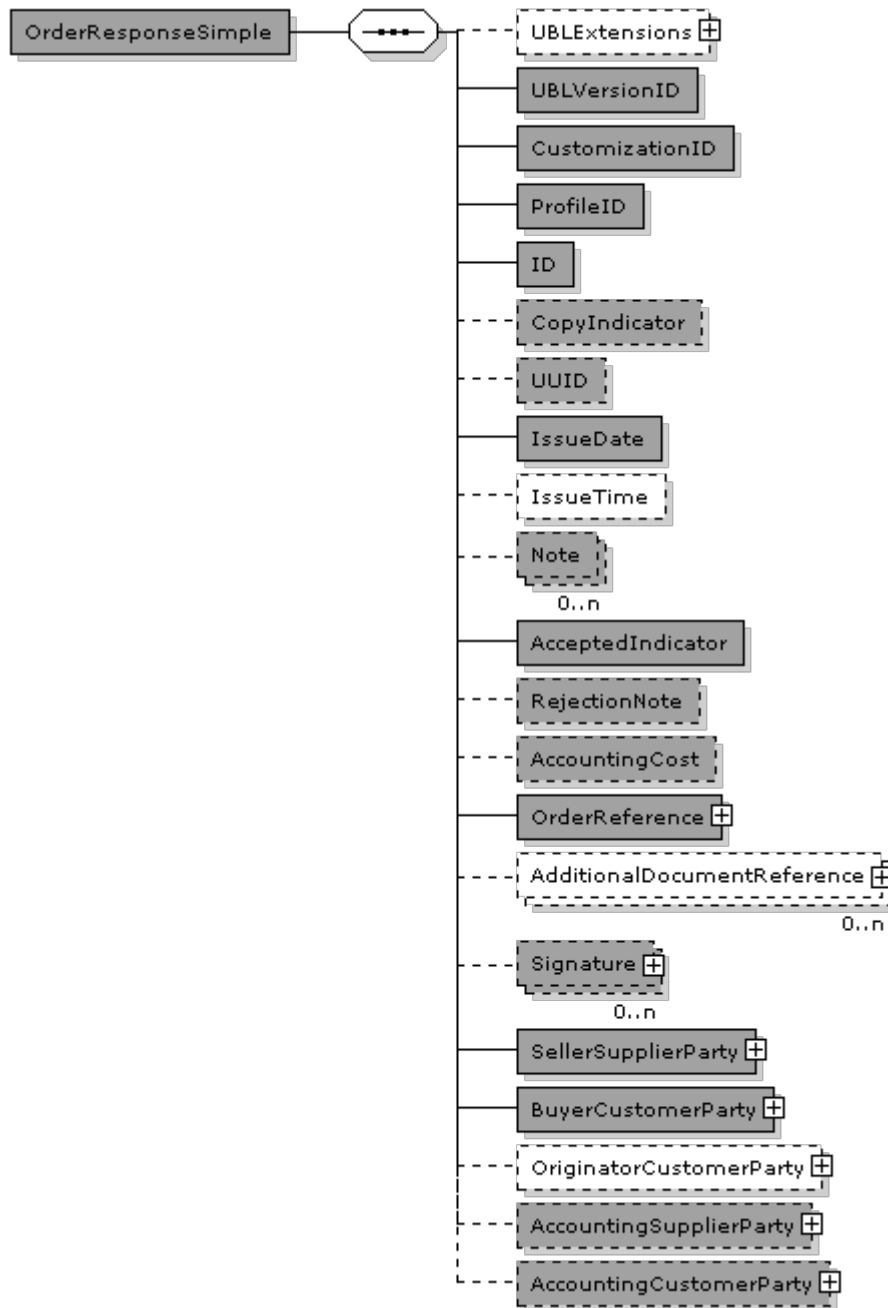 OrderResponseSimple
UBLExtensions
UBLVersionID
CustomizationID
ProfileID
ID
CopyIndicator
UUID
IssueDate
IssueTime
Note
0..n
AcceptedIndicator
RejectionNote
AccountingCost
OrderReference
AdditionalDocumentReference
0..n
Signature
0..n
SellerSupplierParty
BuyerCustomerParty
OriginatorCustomerParty
AccountingSupplierParty
AccountingCustomerParty